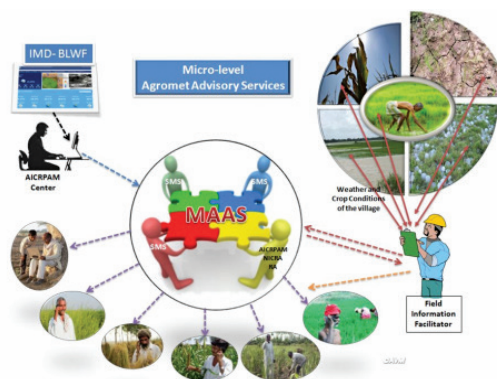 IMD- BLWF
Micro-level
Agromet Advisory Services
AICRPAM
Center
SMS
SMS
MAAS
SMS
AICRPAM
NICRA
RA
Weather and
Crop Conditions
of the village
Field
Information
Facilitator